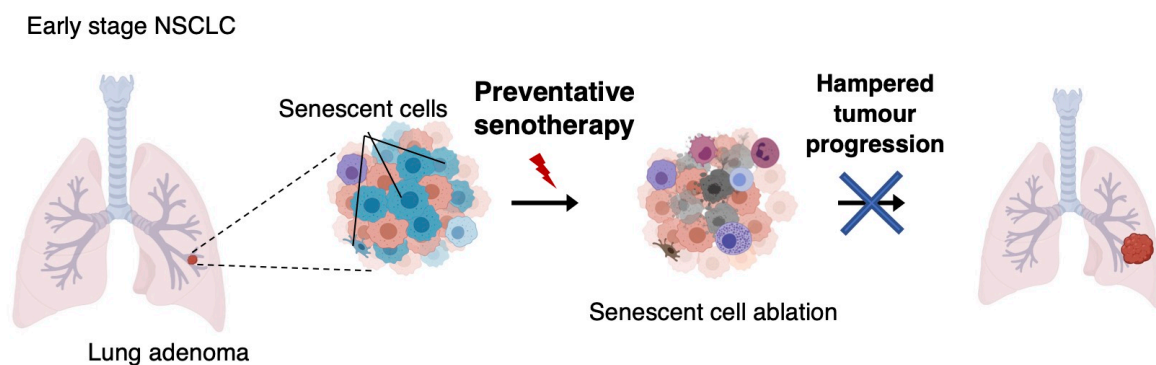 Early stage NSCLC
Senescent cells
Preventative
senotherapy
Hampered
tumour
progression
Senescent cell ablation
Lung adenoma